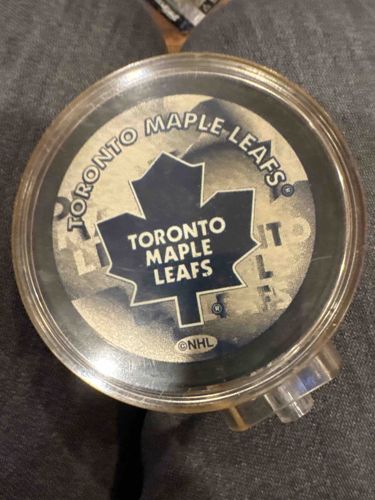 TORONTO MAPLE LEAFS®
TORONTO
MAPLE
LEAFS
®
©NHL